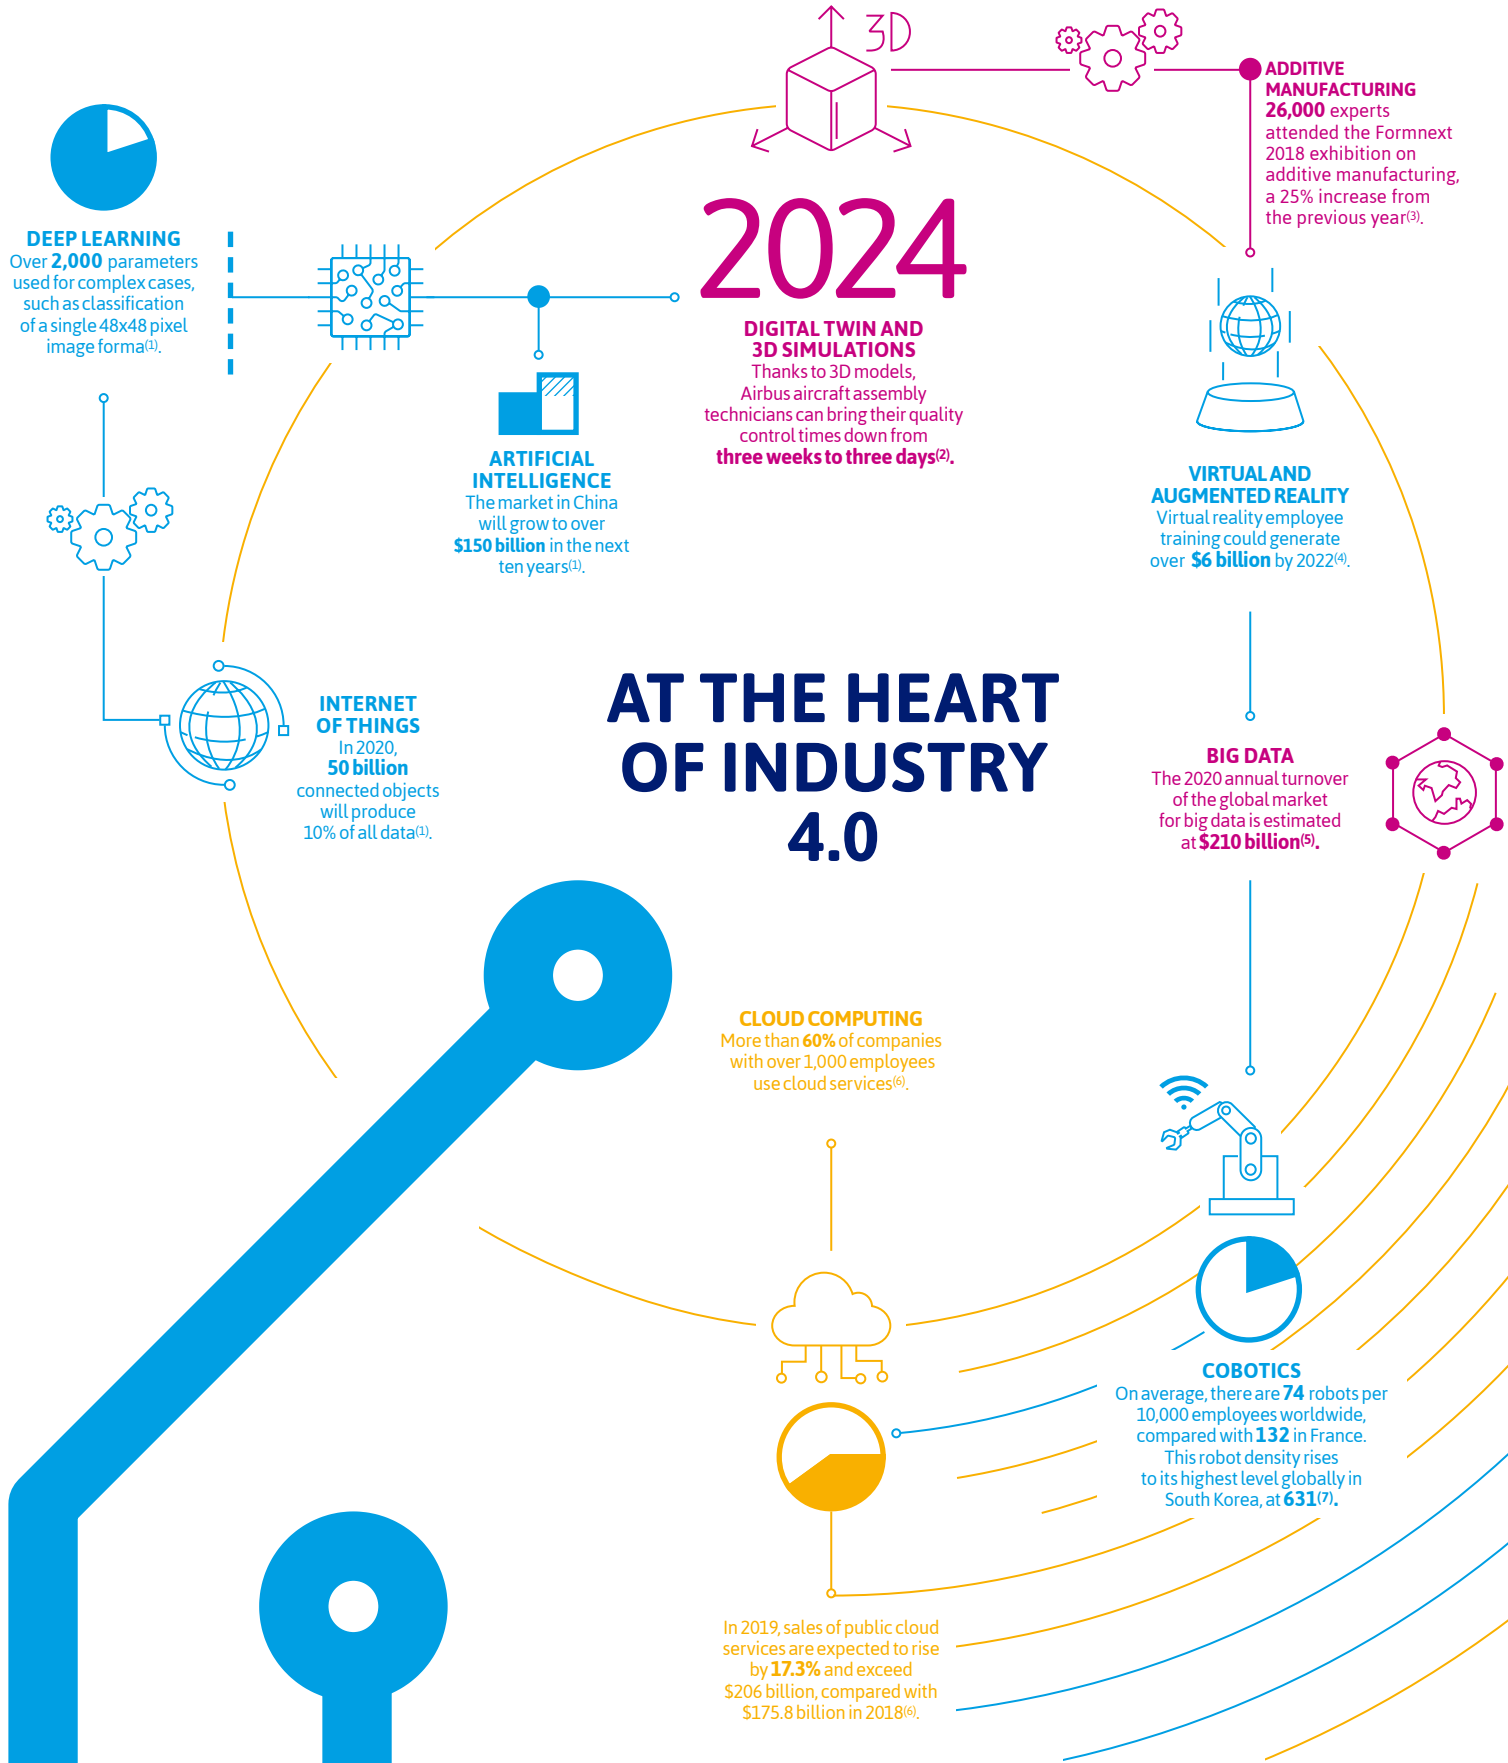 3D
ADDITIVE
MANUFACTURING
26,000 experts
attended the Formnext
2018 exhibition on
additive manufacturing,
a 25% increase from
the previous year(3).
DEEP LEARNING
Over 2,000 parameters
used for complex cases,
such as classification
of a single 48x48 pixel
image forma(1).
2024
DIGITAL TWIN AND
3D SIMULATIONS
Thanks to 3D models,
Airbus aircraft assembly
technicians can bring their quality
control times down from
three weeks to three days(2).
ARTIFICIAL
INTELLIGENCE
The market in China
will grow to over
$150 billion in the next
ten years(1).
VIRTUAL AND
AUGMENTED REALITY
Virtual reality employee
training could generate
over $6 billion by 2022(4).
INTERNET
OF THINGS
In 2020,
50 billion
connected objects
will produce
10% of all data(1).
AT THE HEART
OF INDUSTRY
4.0
BIG DATA
The 2020 annual turnover
of the global market
for big data is estimated
at $210 billion(5).
CLOUD COMPUTING
More than 60% of companies
with over 1,000 employees
use cloud services(6).
COBOTICS
On average, there are 74 robots per
10,000 employees worldwide,
compared with 132 in France.
This robot density rises
to its highest level globally in
South Korea, at 631(7).
In 2019, sales of public cloud
services are expected to rise
by 17.3% and exceed
$206 billion, compared with
$175.8 billion in 2018(6).